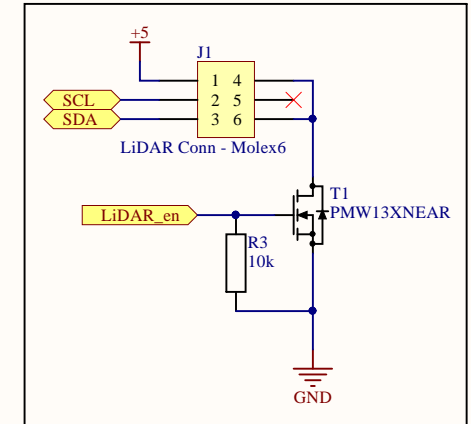 +5
J1
1 4
2 5
3 6
SCL
SDA
LiDAR Conn - Molex6
T1
PMW13XNEAR
LiDAR_en
R3
10k
GND